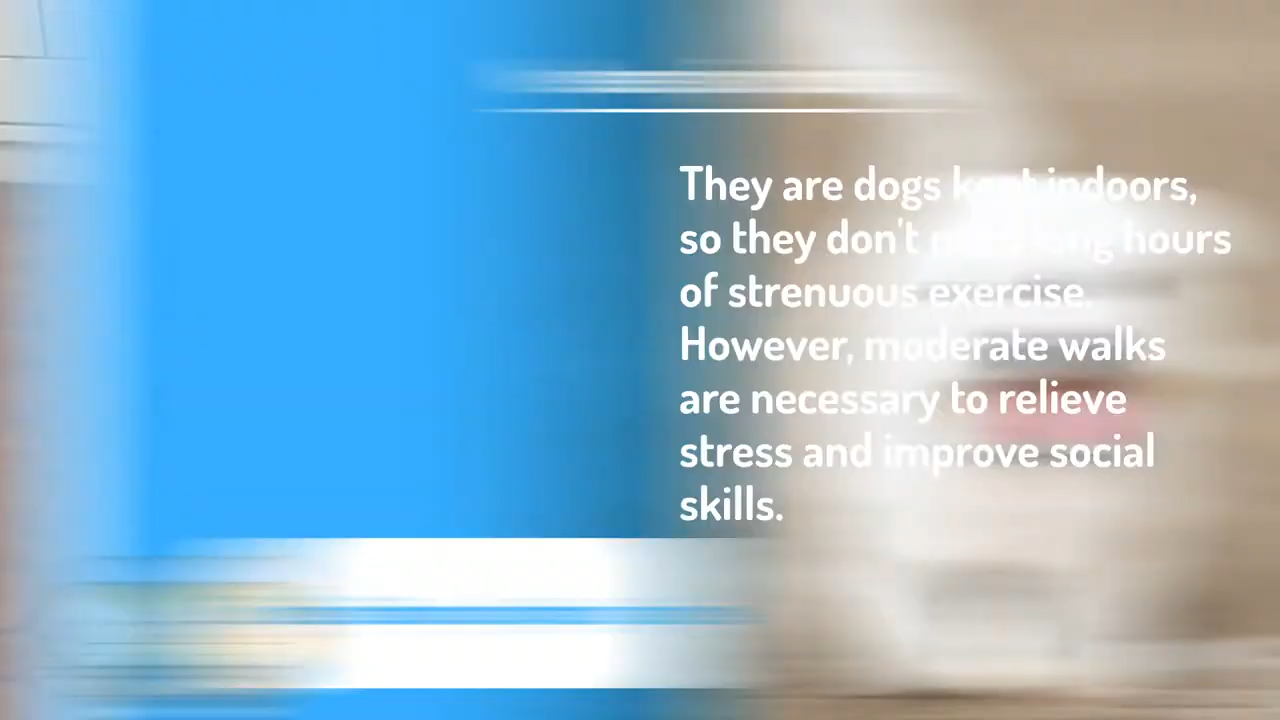 They are dogs kept indoors,
so they don't need long hours
of strenuous exercise.
However, moderate walks
are necessary to relieve
stress and improve social
skills.